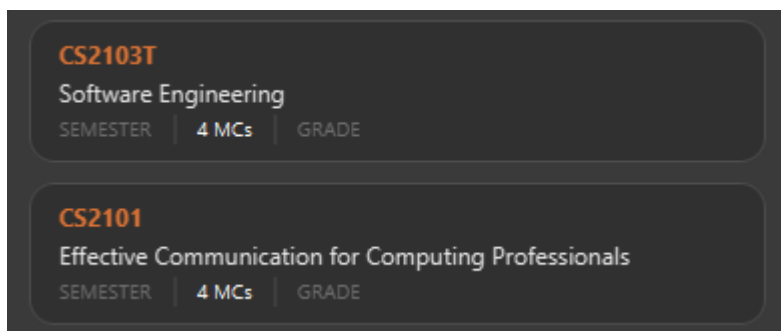 CS2103T
Software Engineering
SEMESTER 4 MCs GRADE
CS2101
Effective Communication for Computing Professionals
SEMESTER 4 MCs GRADE